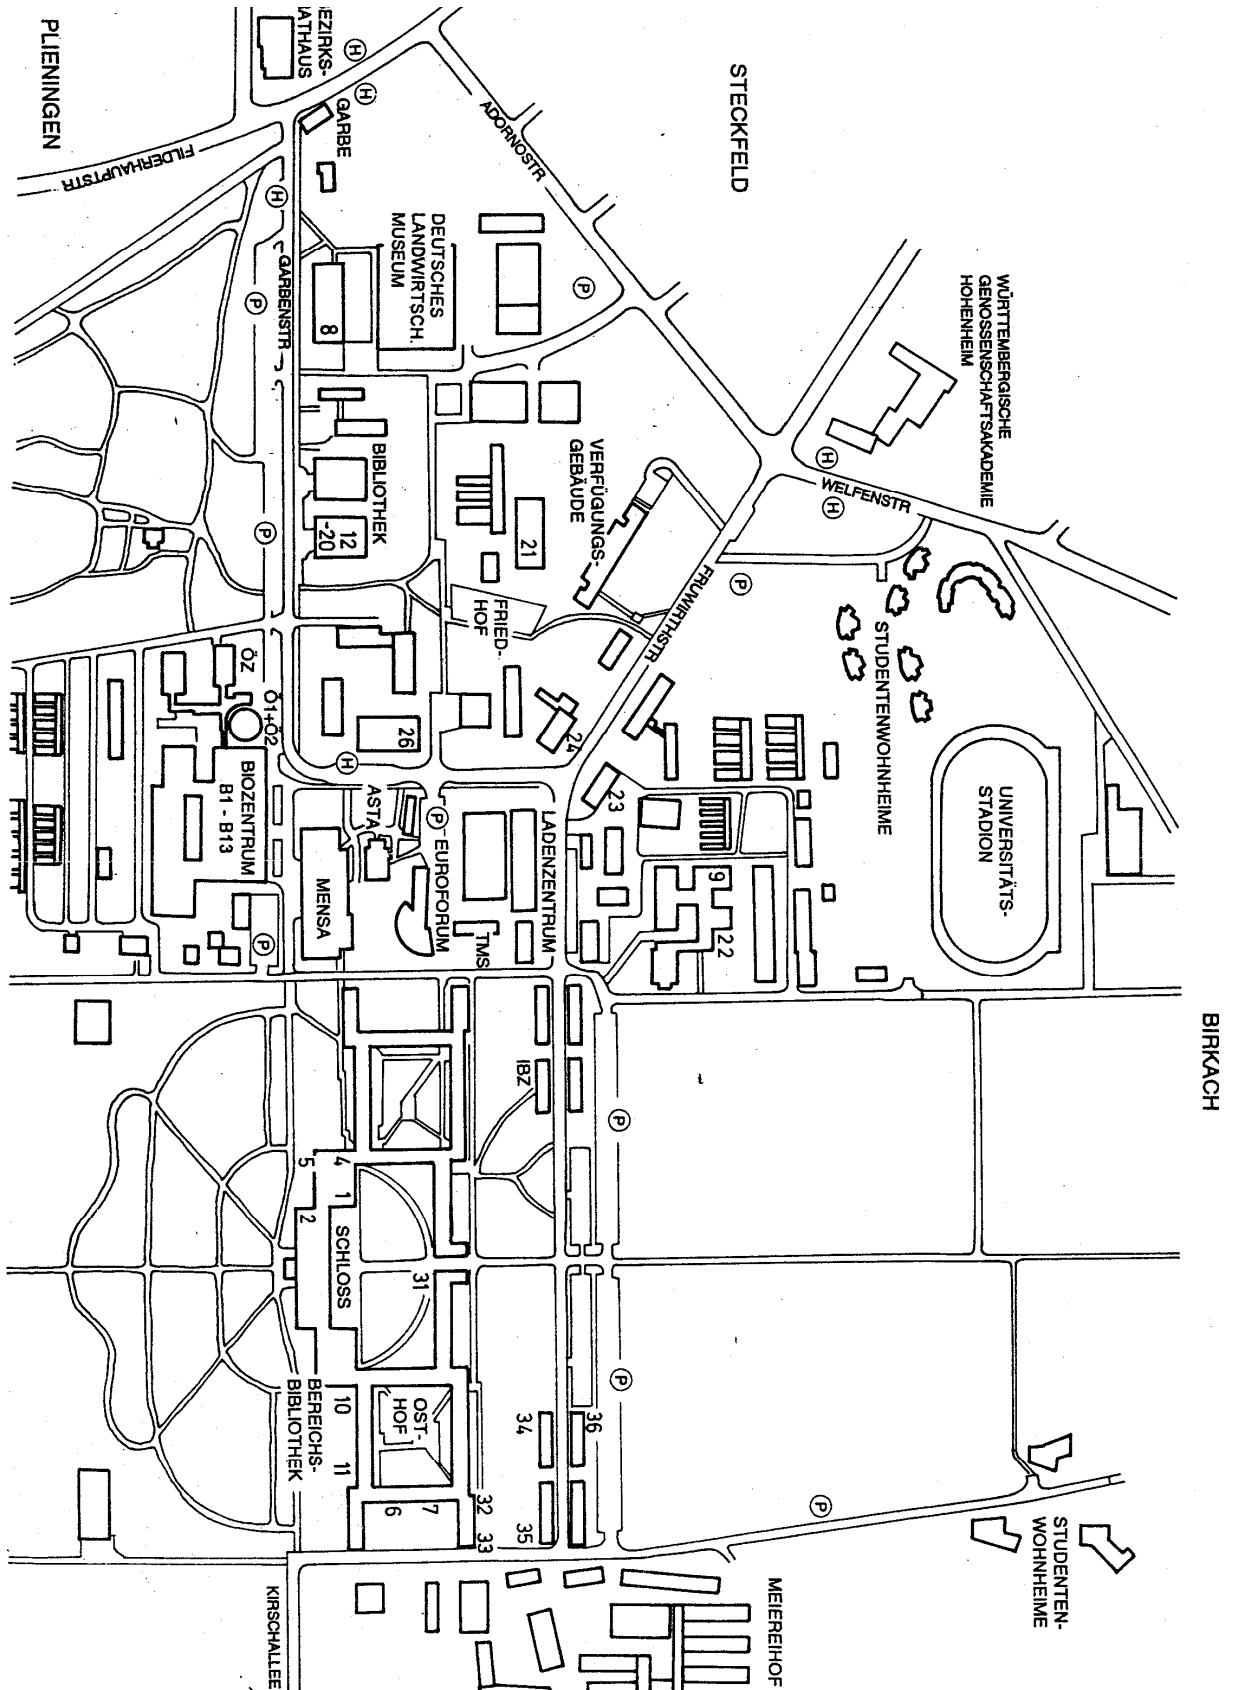 PLIENINGEN
BEZIRKS-
RATHAUS
H
H
GARBE
FILDERHAUPTSTR
H
GARBENSTR
P
ADORNOSTR
STECKFELD
DEUTSCHES
LANDWIRTSCH.
MUSEUM
8
P
WÜRTTEMBERGISCHE
GENOSSENSCHAFTSAKADEMIE
HOHENHEIM
H
WELFENSTR
H
BIBLIOTHEK
12
-20
P
21
VERFÜGUNGS-
GEBÄUDE
FRUWIRTHSTR
P
FRIED-
HOF
STUDENTENWOHNHEIME
ÖZ
Ö1+Ö2
26
H
24
23
BIOZENTRUM
B1 - B13
ASTA
P
MENSA
EUROFORUM
LADENZENTRUM
TMS
P
9
22
UNIVERSITÄTS-
STADION
BIRKACH
IBZ
P
5
4
1
2
SCHLOSS
31
P
BEREICHS-
BIBLIOTHEK
10
11
OST-
HOF
6
7
32
33
34
35
36
P
STUDENTEN-
WOHNHEIME
MEIEREIHOF
KIRSCHALLEE